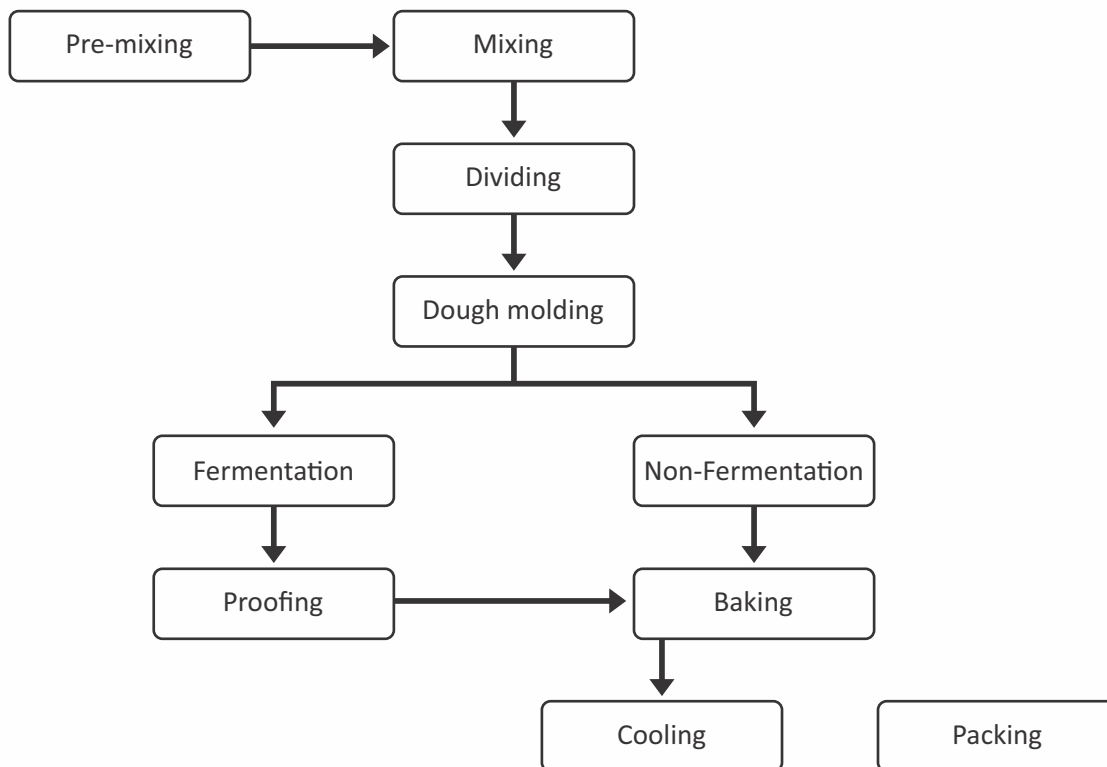 Pre-mixing
Mixing
Dividing
Dough molding
Fermentation
Non-Fermentation
Proofing
Baking
Cooling
Packing